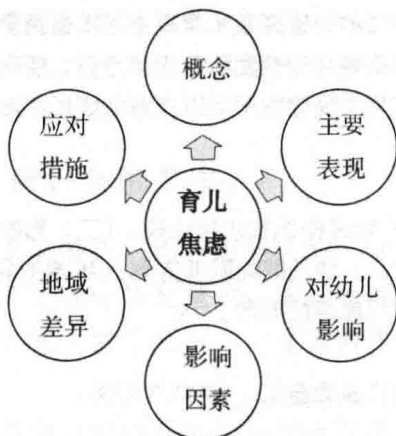 概念
应对
措施
主要
表现
育儿
焦虑
地域
差异
对幼儿
影响
影响
因素